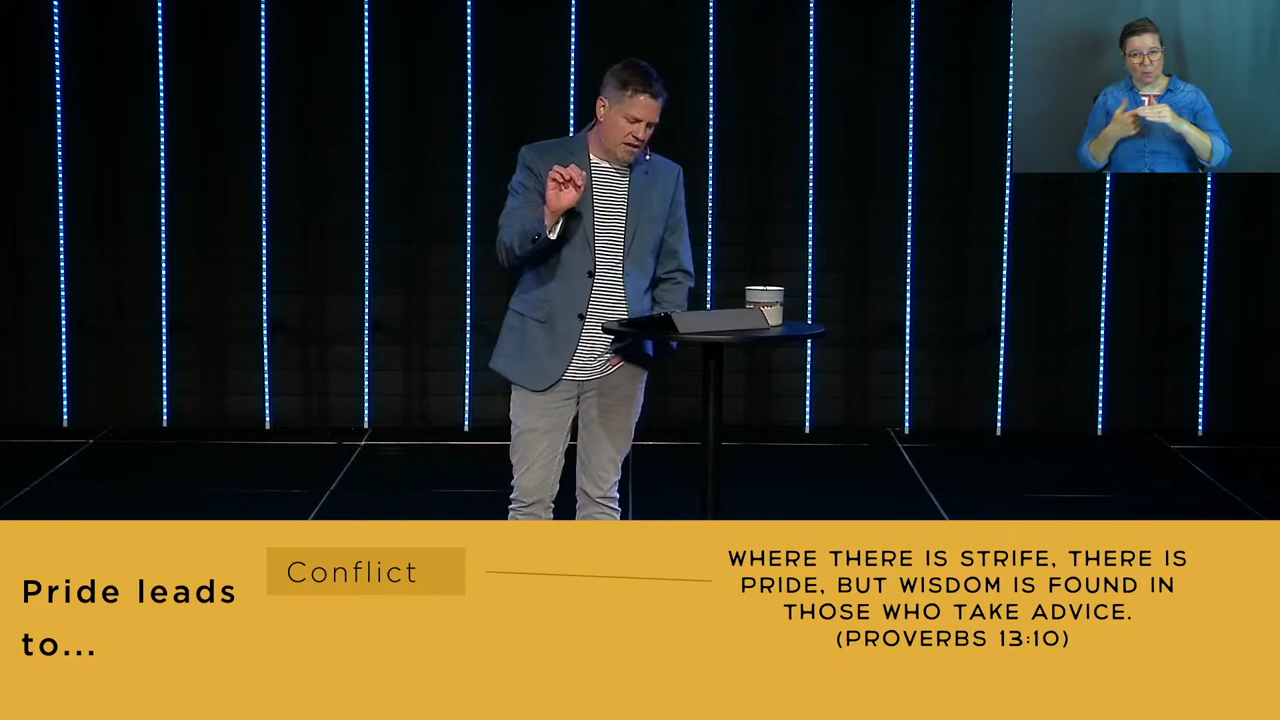 Pride leads
to...
Conflict
WHERE THERE IS STRIFE, THERE IS
PRIDE, BUT WISDOM IS FOUND IN
THOSE WHO TAKE ADVICE.
(PROVERBS 13:10)